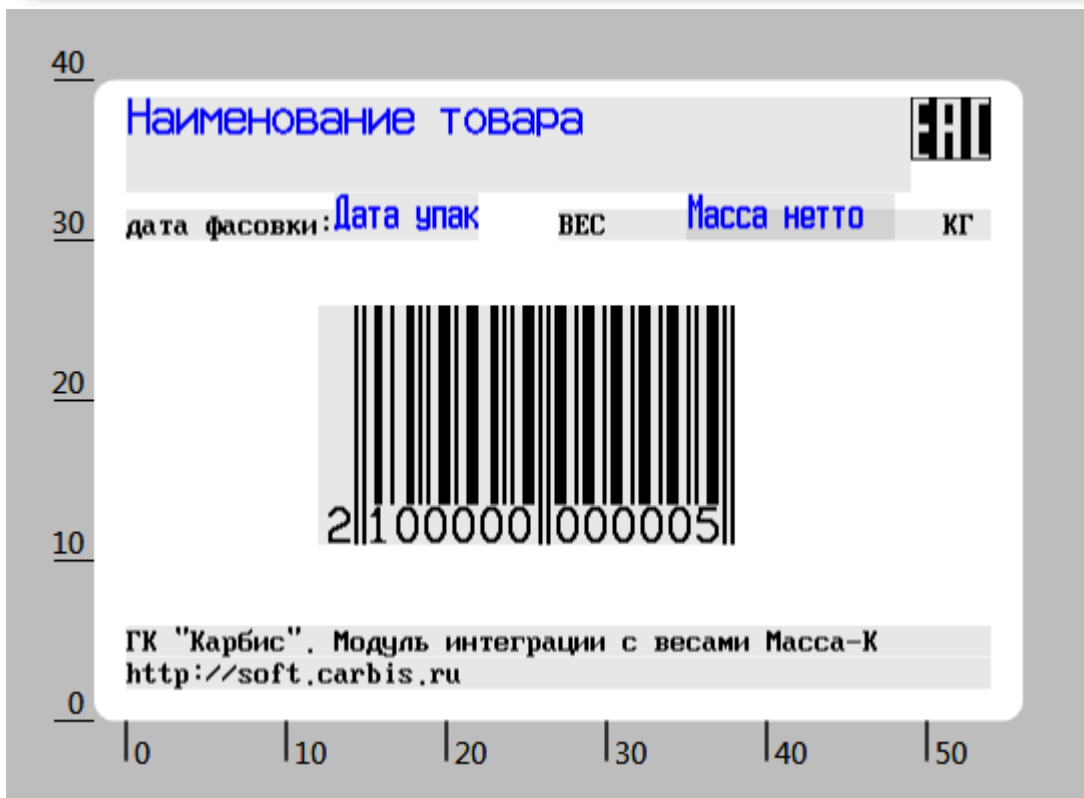 40
Наименование товара
EAC
30
дата фасовки: Дата упак ВЕС Масса нетто КГ
20
2 100000 000005
10
ГК "Карбис". Модуль интеграции с весами Масса-К
http://soft.carbis.ru
0
0 10 20 30 40 50